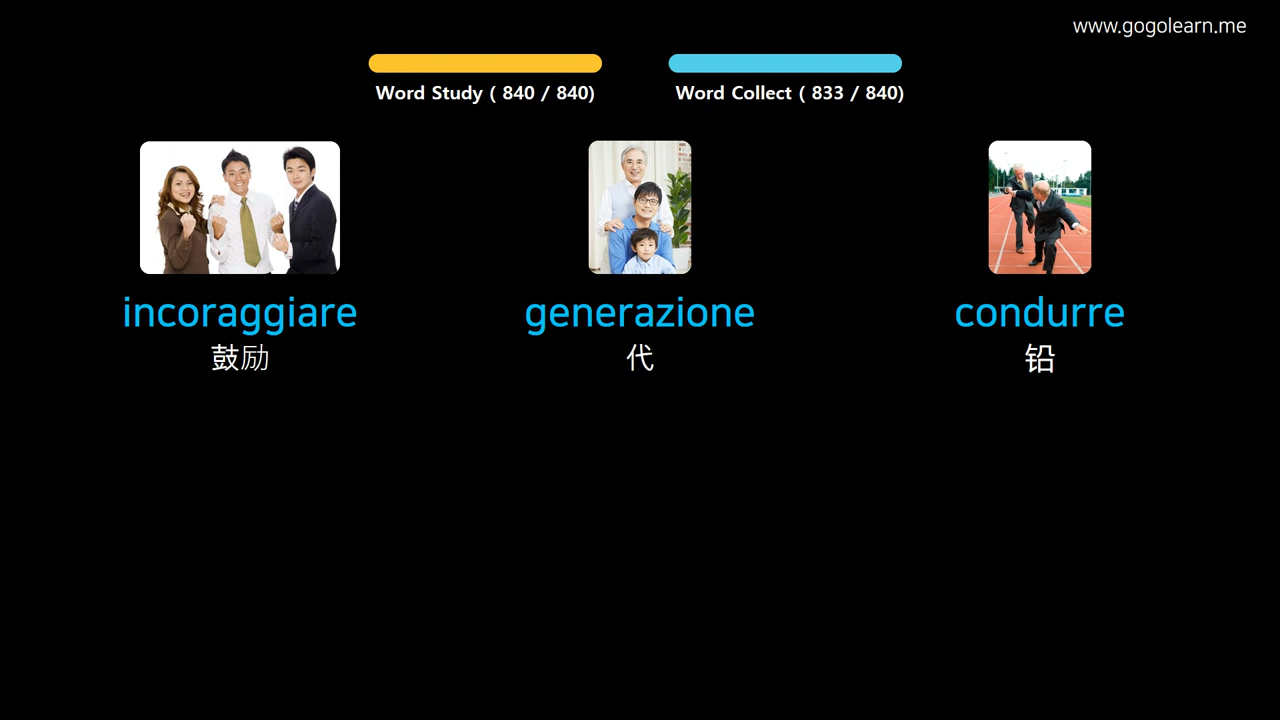 www.gogolearn.me
Word Study ( 840 / 840)
Word Collect ( 833 / 840)
incoraggiare
鼓励
generazione
代
condurre
铅